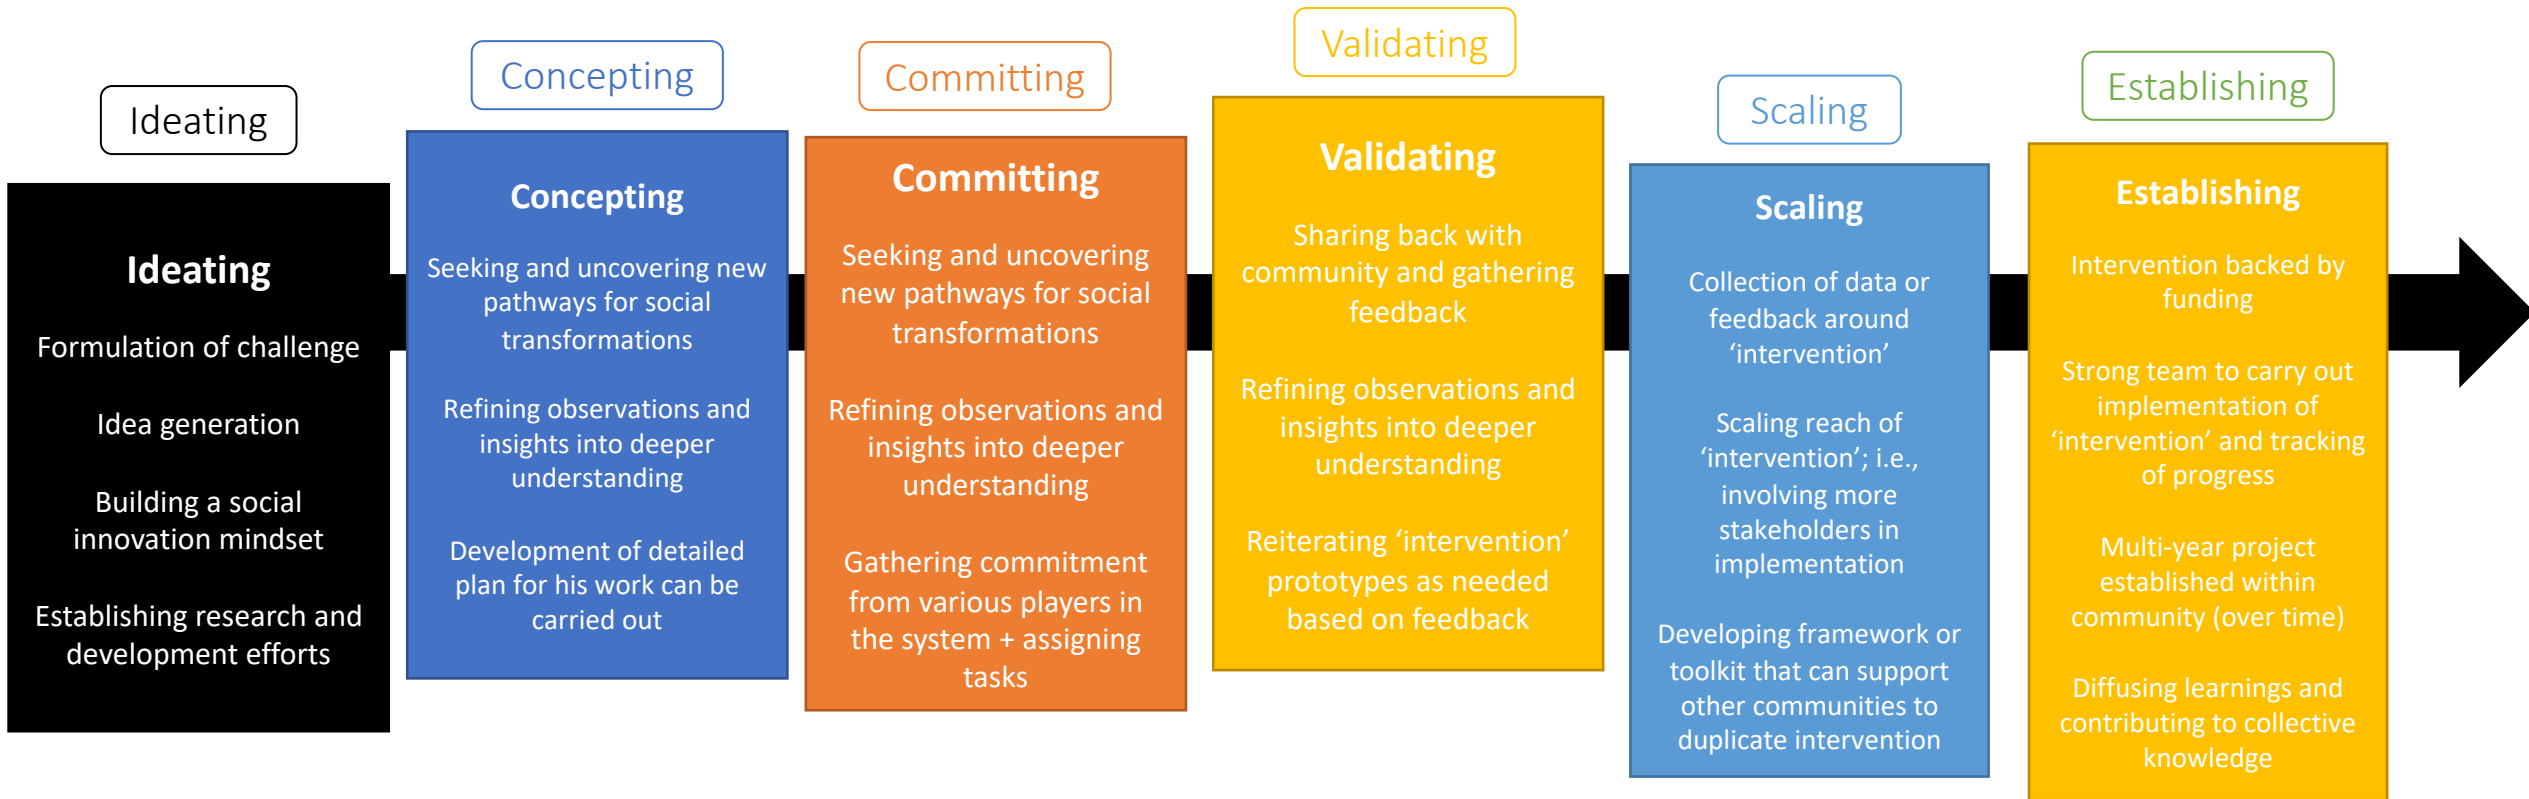 Ideating
Concepting
Committing
Validating
Scaling
Establishing
Ideating
Formulation of challenge
Idea generation
Building a social
innovation mindset
Establishing research and
development efforts
Concepting
Seeking and uncovering new
pathways for social
transformations
Refining observations and
insights into deeper
understanding
Development of detailed
plan for his work can be
carried out
Committing
Seeking and uncovering
new pathways for social
transformations
Refining observations and
insights into deeper
understanding
Gathering commitment
from various players in
the system + assigning
tasks
Validating
Sharing back with
community and gathering
feedback
Refining observations and
insights into deeper
understanding
Reiterating ‘intervention’
prototypes as needed
based on feedback
Scaling
Collection of data or
feedback around
‘intervention’
Scaling reach of
‘intervention’; i.e.,
involving more
stakeholders in
implementation
Developing framework or
toolkit that can support
other communities to
duplicate intervention
Establishing
Intervention backed by
funding
Strong team to carry out
implementation of
‘intervention’ and tracking
of progress
Multi-year project
established within
community (over time)
Diffusing learnings and
contributing to collective
knowledge